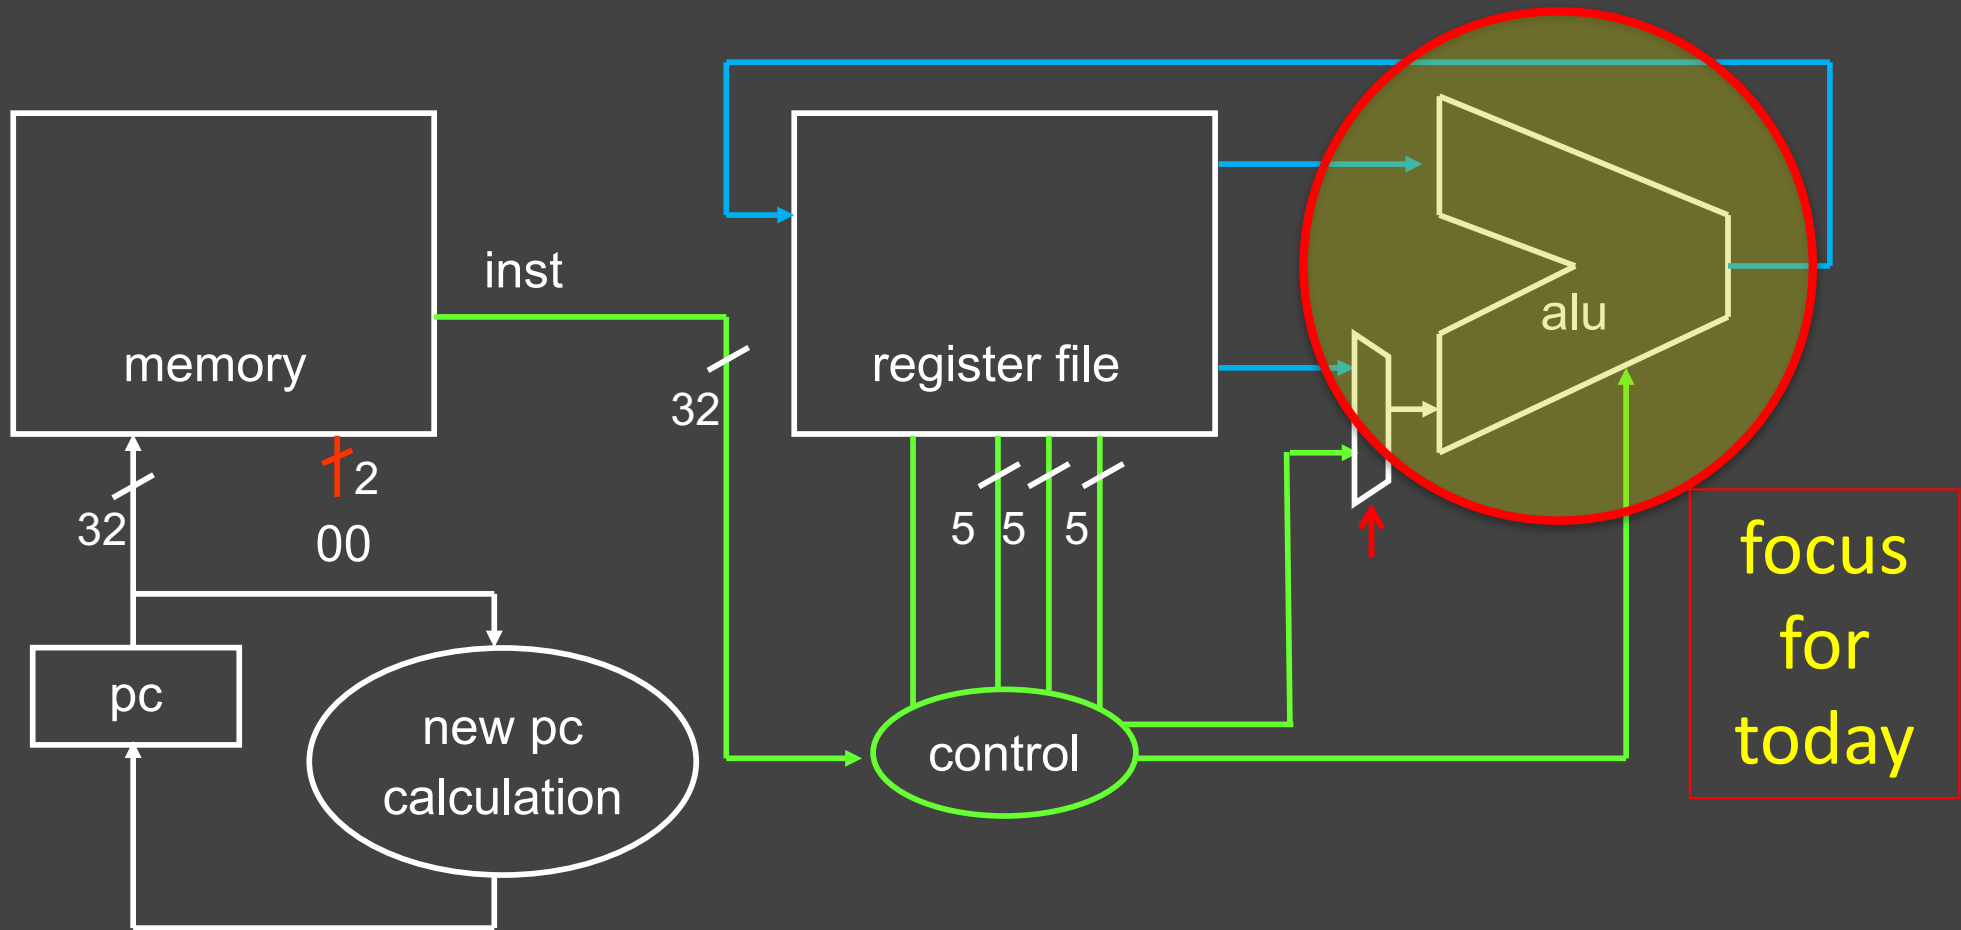 inst
memory
32
register file
alu
2
32
00
5
5
5
focus
for
today
pc
new pc
calculation
control